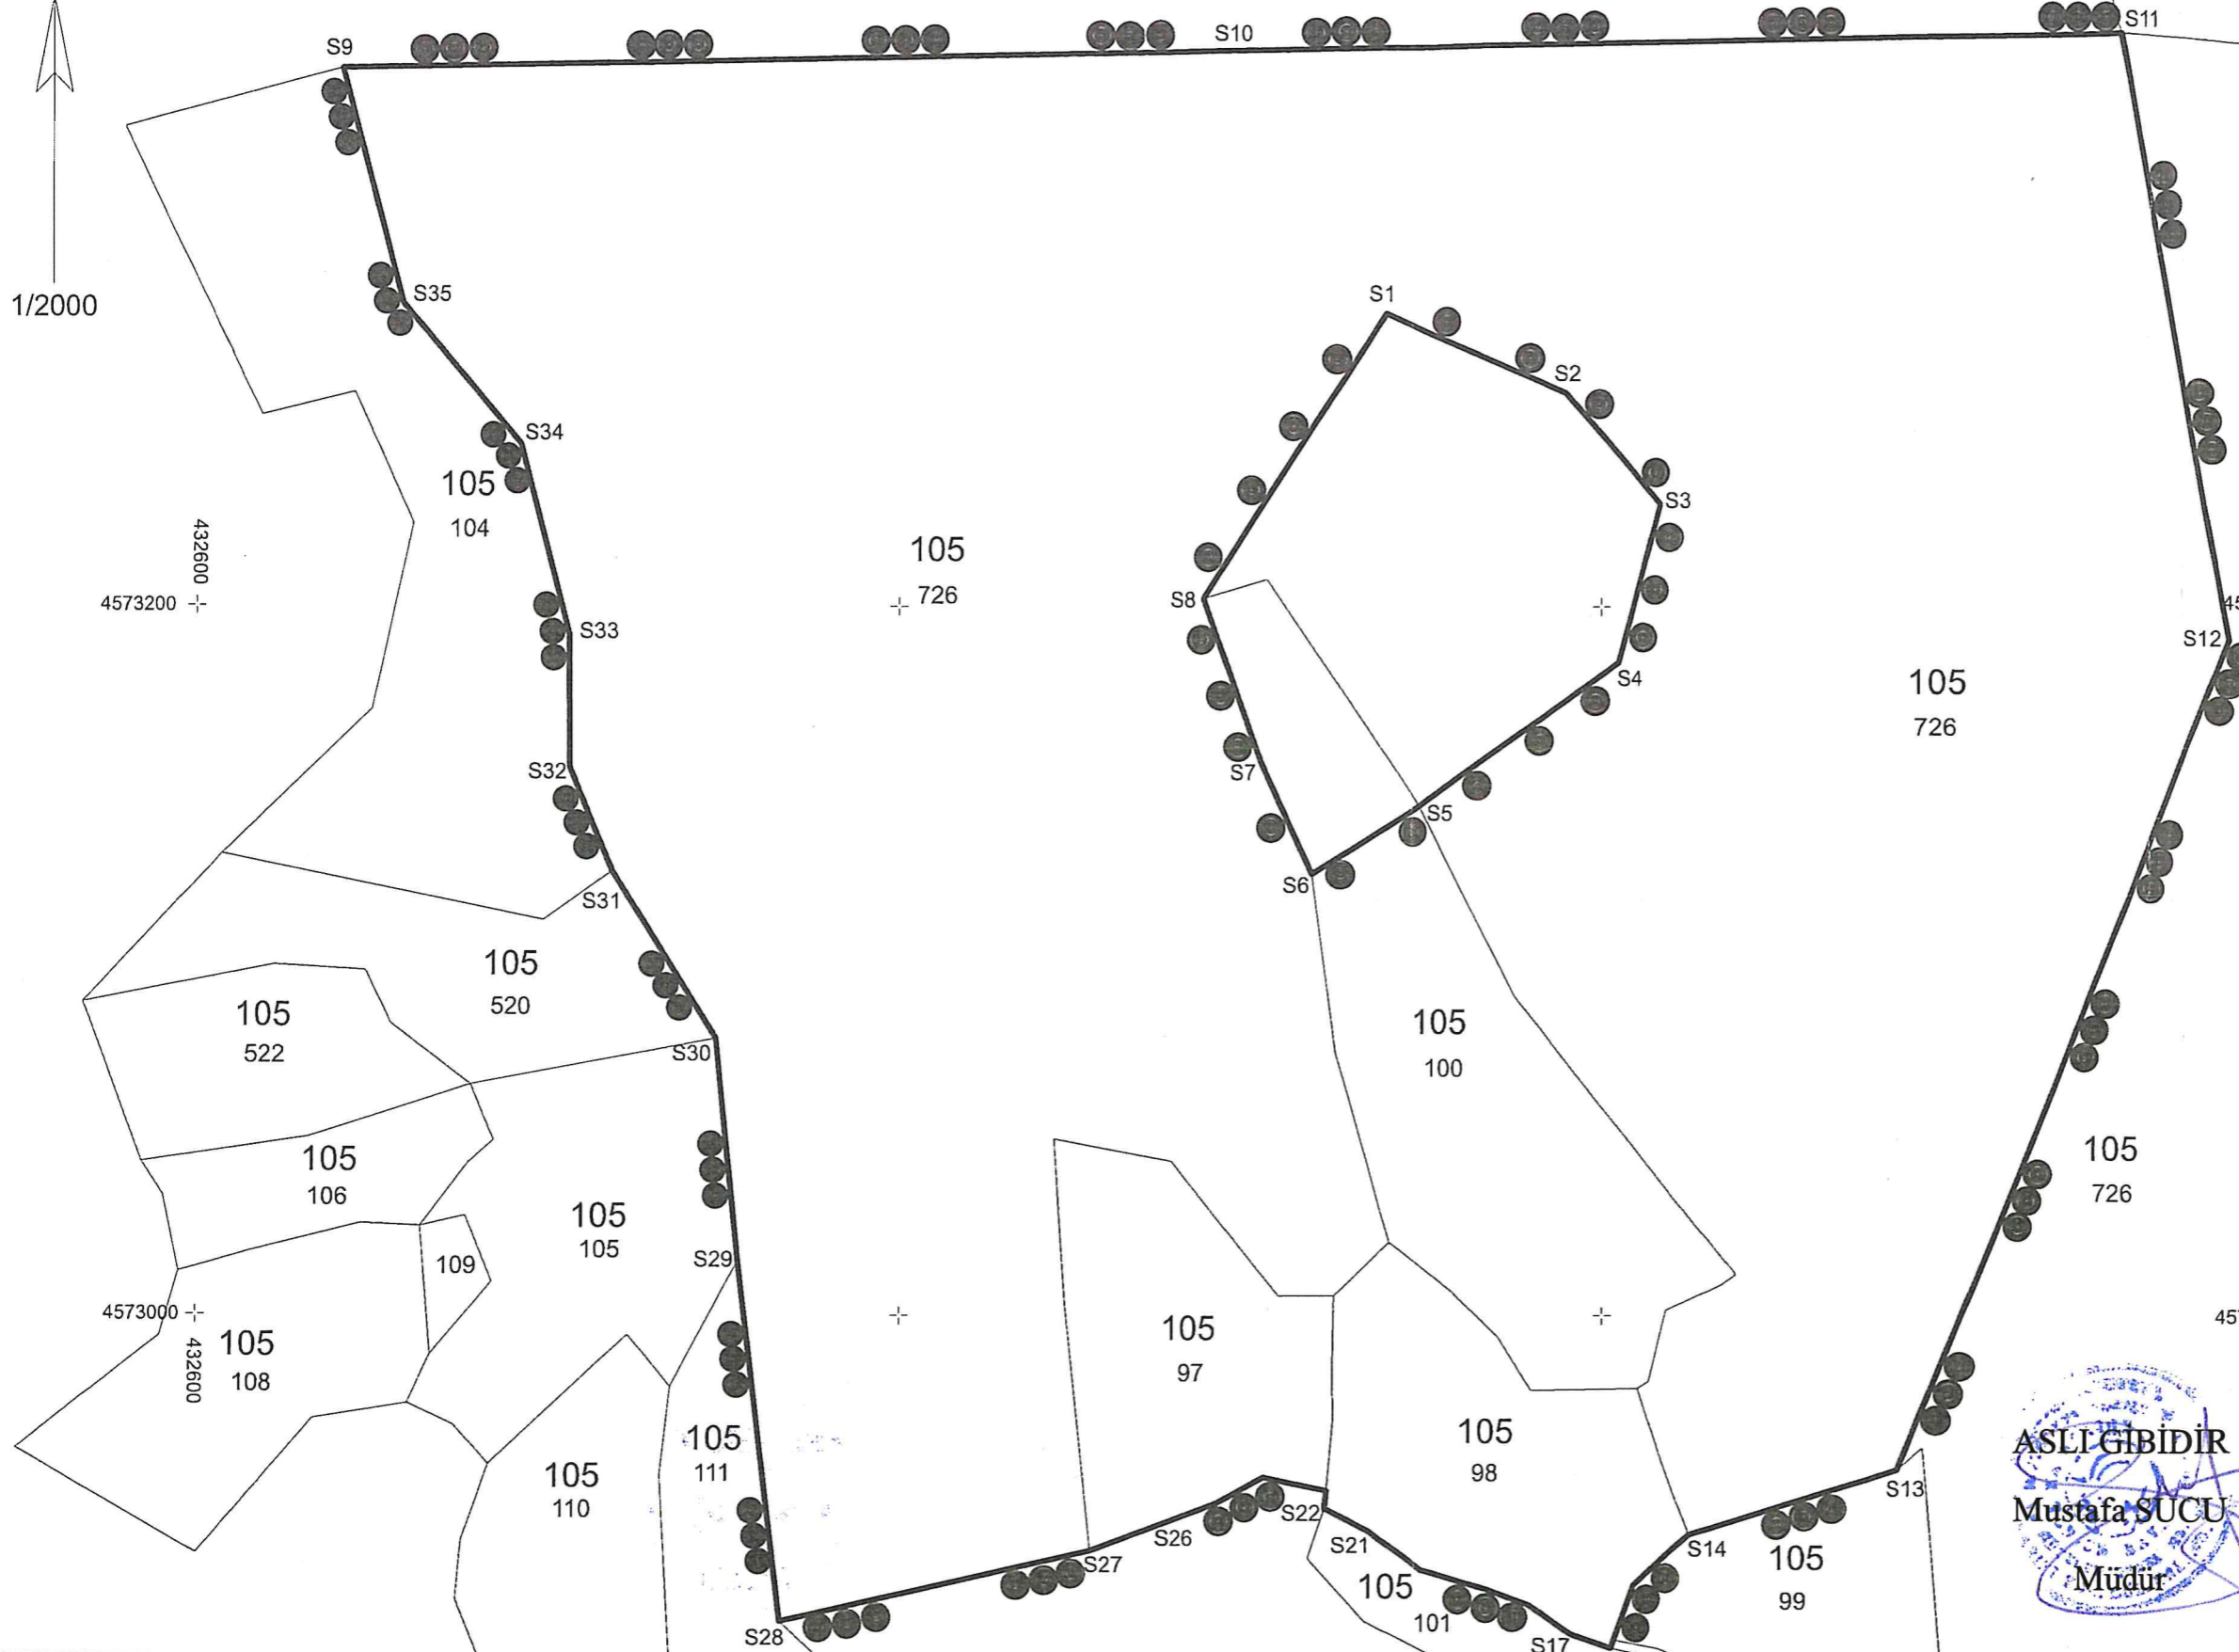 S9
S10
S11
1/2000
S35
S1
S34
S2
105
104
S3
432600
4573200
105
726
S8
S33
S12
S4
105
726
S32
S7
S5
S6
S31
105
520
105
522
S30
105
100
105
106
105
726
105
105
109
S29
4573000
432600
105
108
105
97
105
111
105
98
ASLI GİBİDİR
105
110
S13
Mustafa SUCU
S22
S26
S21
S27
S14
105
99
Müdür
105
101
S28
S17